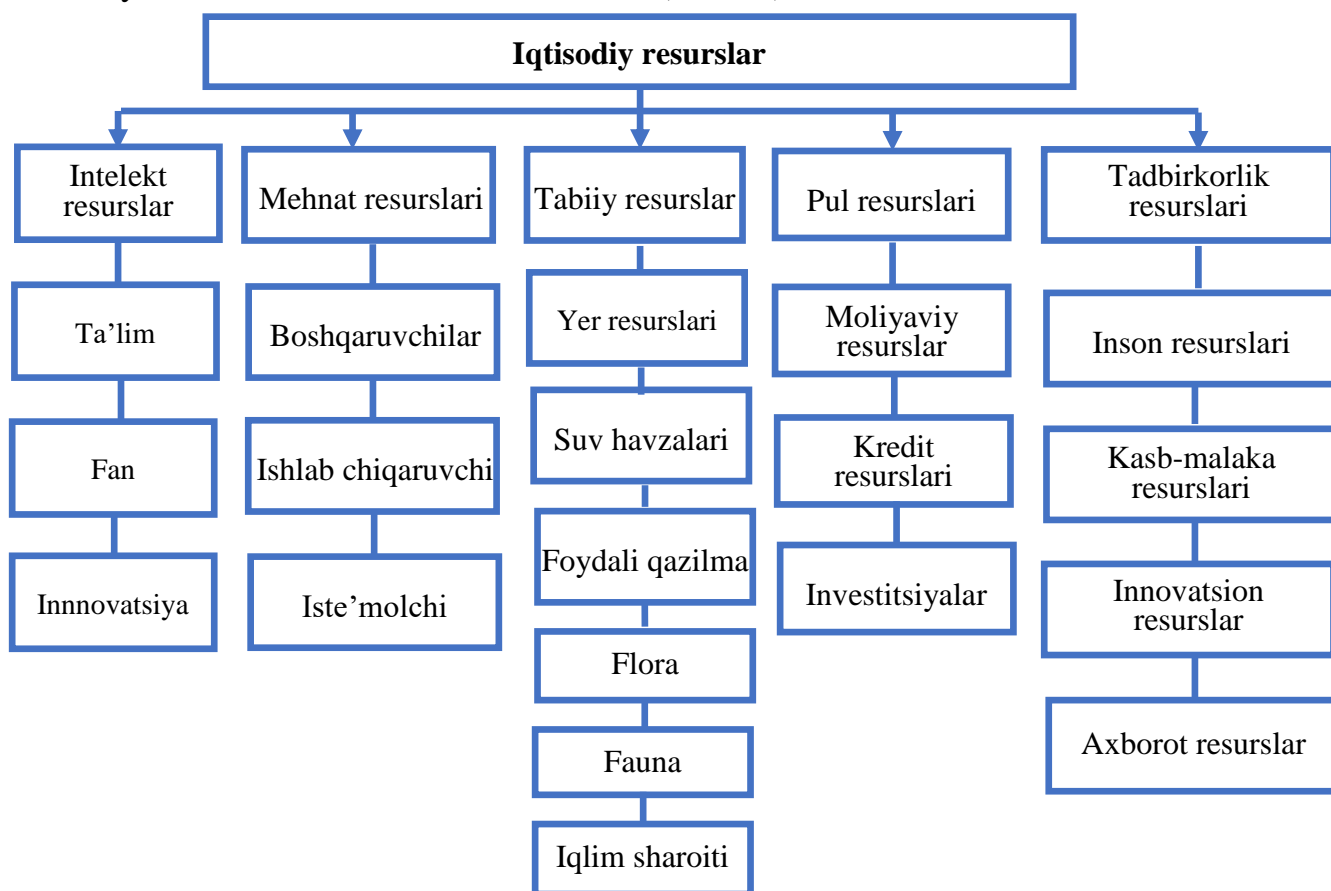 Iqtisodiy resurslar
Intelekt
resurslar
Mehnat resurslari
Tabiiy resurslar
Pul resurslari
Tadbirkorlik
resurslari
Ta’lim
Boshqaruvchilar
Yer resurslari
Moliyaviy
resurslar
Inson resurslari
Fan
Ishlab chiqaruvchi
Suv havzalari
Kredit
resurslari
Kasb-malaka
resurslari
Innnovatsiya
Iste’molchi
Foydali qazilma
Investitsiyalar
Innovatsion
resurslar
Flora
Fauna
Axborot resurslar
Iqlim sharoiti